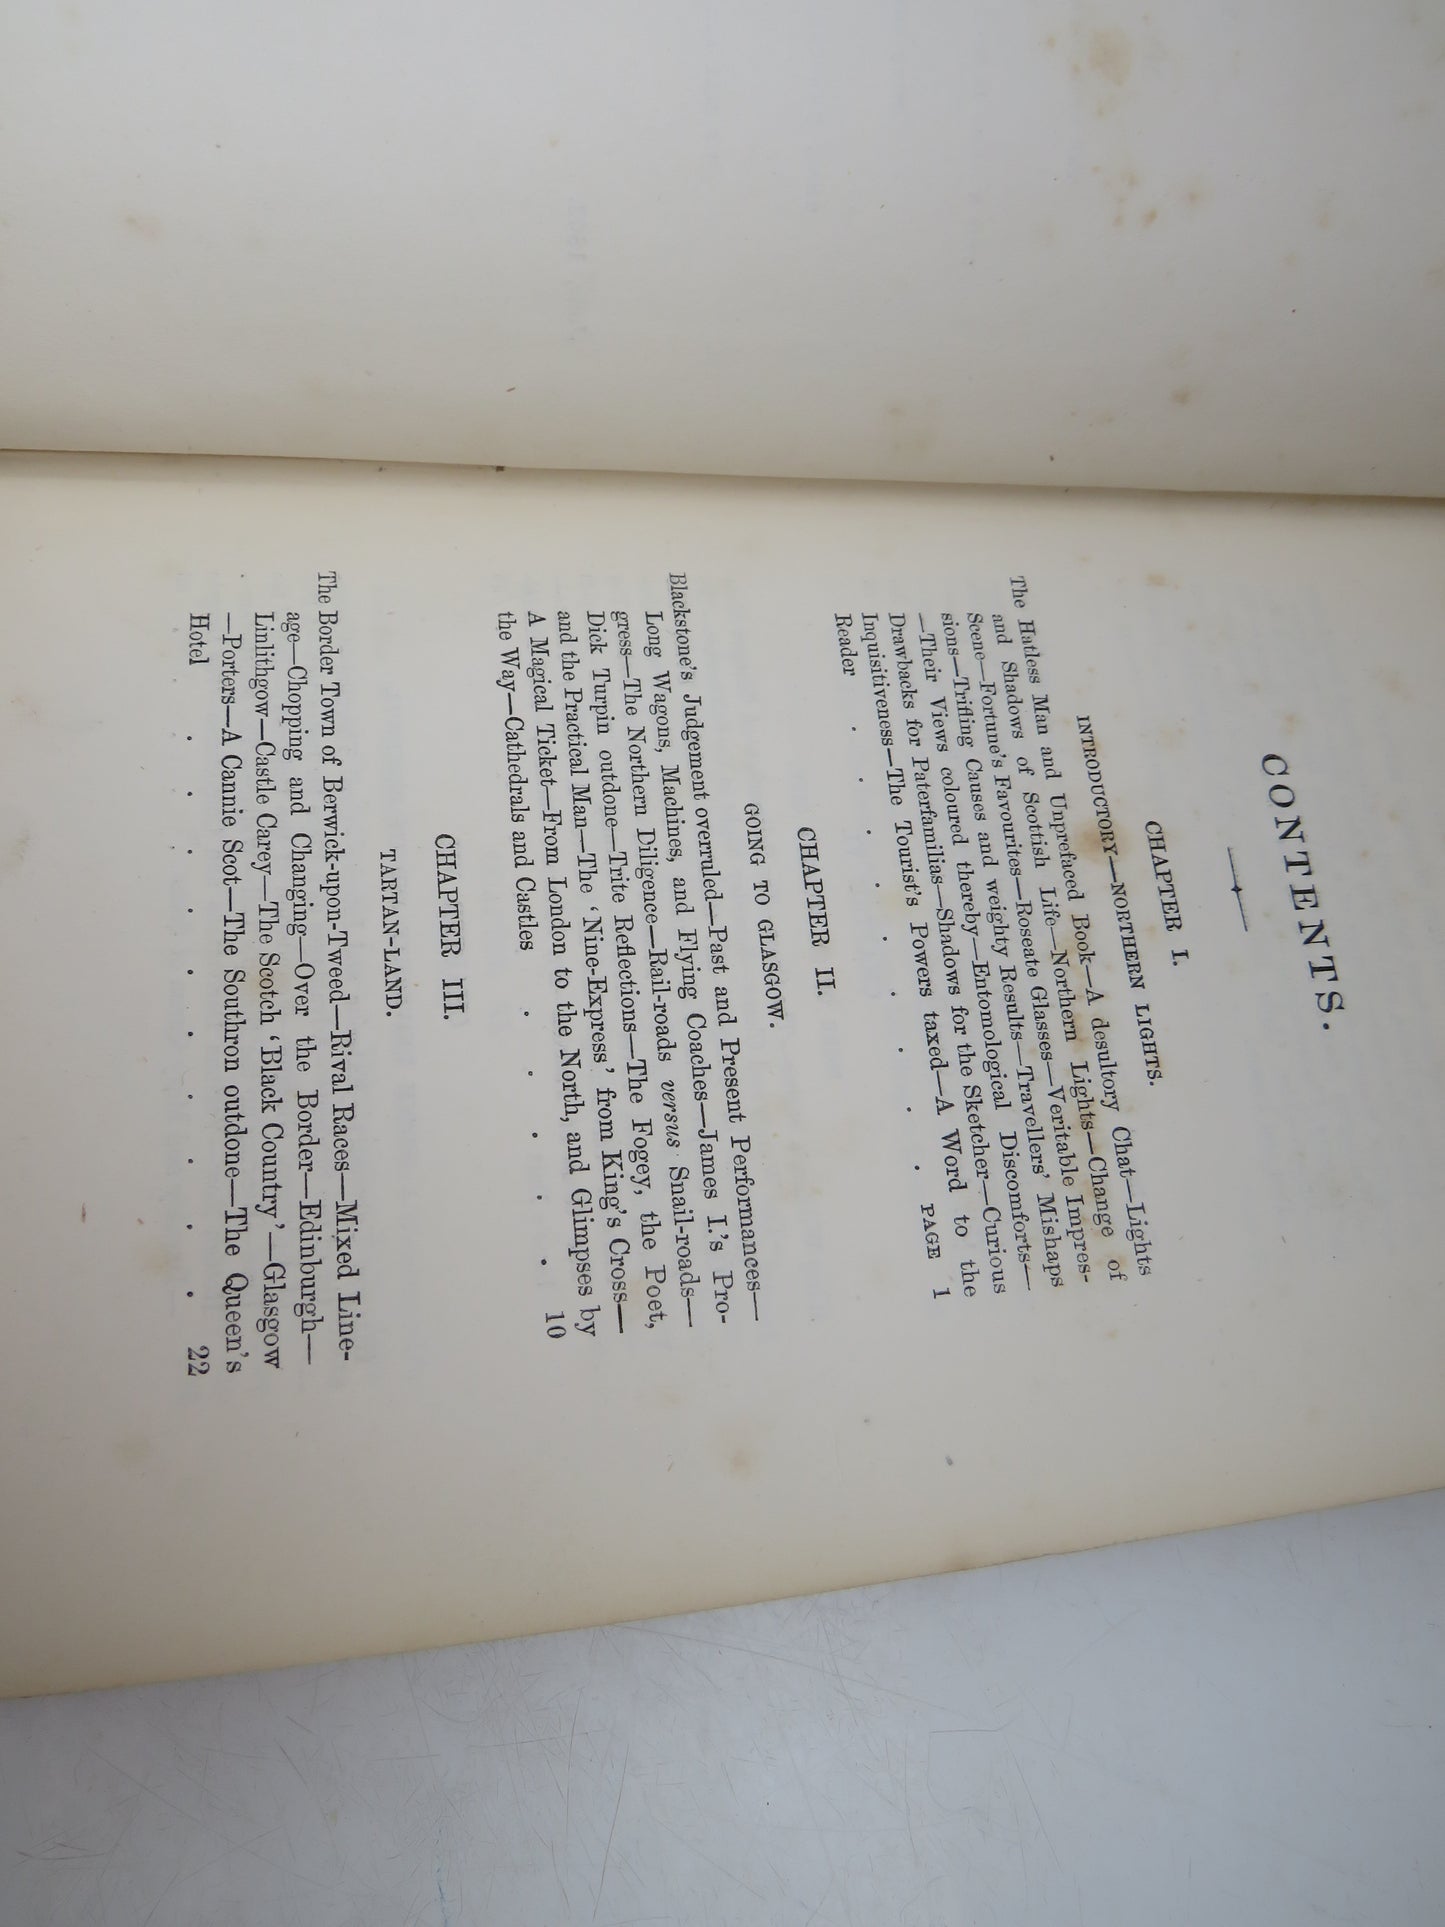 CONTENTS.
CHAPTER I.
INTRODUCTORY—NORTHERN LIGHTS.
The Hatless Man and Unprefaced Book—A desultory Chat—Lights
and Shadows of Scottish Life—Northern Lights—Change of
Scene—Fortune's Favourites—Roseate Glasses—Veritable Impres-
sions—Trifling Causes and weighty Results—Travellers' Mishaps
—Their Views coloured thereby—Entomological Discomforts—
Drawbacks for Paterfamilias—Shadows for the Sketcher—Curious
Inquisitiveness—The Tourist's Powers taxed—A Word to the
PAGE
Reader . . . . . . . . 1
CHAPTER II.
GOING TO GLASGOW.
Blackstone's Judgement overruled—Past and Present Performances—
Long Wagons, Machines, and Flying Coaches—James I.'s Pro-
gress—The Northern Diligence—Rail-roads versus Snail-roads—
Dick Turpin outdone—Trite Reflections—The Fogey, the Poet,
and the Practical Man—The 'Nine-Express' from King's Cross—
A Magical Ticket—From London to the North, and Glimpses by
the Way—Cathedrals and Castles . . . . . 10
CHAPTER III.
TARTAN-LAND.
The Border Town of Berwick-upon-Tweed—Rival Races—Mixed Line-
age—Chopping and Changing—Over the Border—Edinburgh—
Linlithgow—Castle Carey—The Scotch 'Black Country'—Glasgow
—Porters—A Cannie Scot—The Southron outdone—The Queen's
Hotel . . . . . . . . . . 22